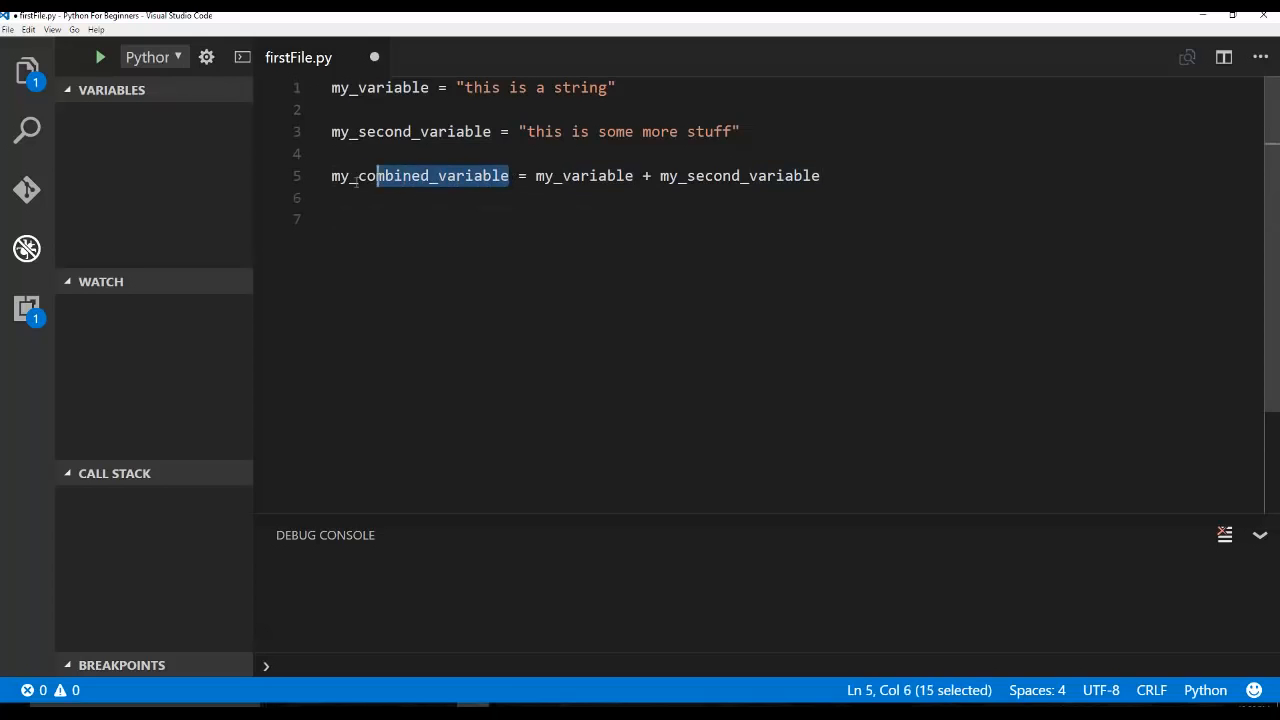 ● firstFile.py - Python For Beginners - Visual Studio Code
File Edit View Go Help
Python
firstFile.py
1
VARIABLES
1 my_variable = "this is a string"
2
3 my_second_variable = "this is some more stuff"
4
5 my_combined_variable = my_variable + my_second_variable
6
7
WATCH
1
CALL STACK
DEBUG CONSOLE
BREAKPOINTS
0 0
Ln 5, Col 6 (15 selected) Spaces: 4 UTF-8 CRLF Python